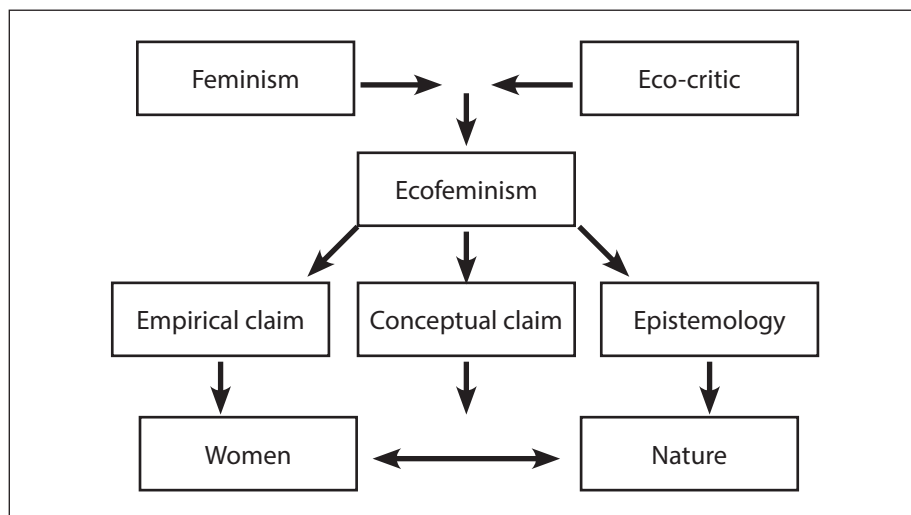 Feminism
Eco-critic
Ecofeminism
Empirical claim
Conceptual claim
Epistemology
Women
Nature